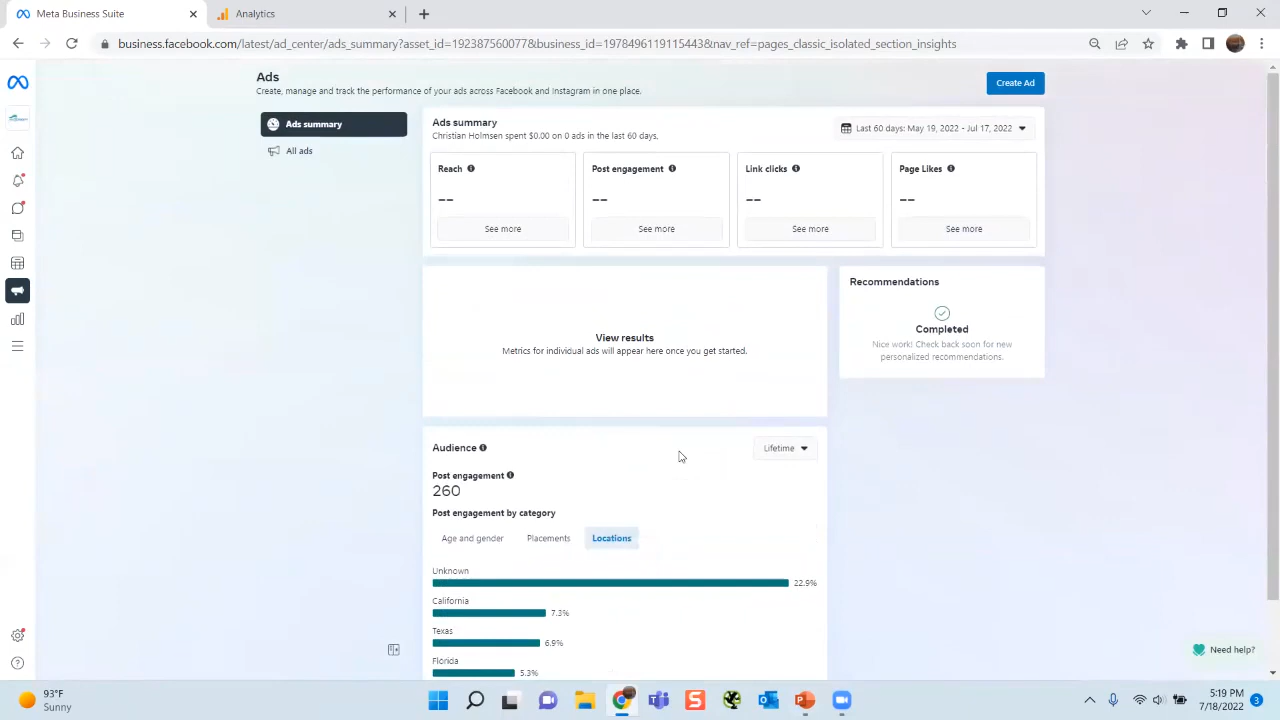 Meta Business Suite
Analytics
business.facebook.com/latest/ad_center/ads_summary?asset_id=192387560077&business_id=1978496119115443&nav_ref=pages_classic_isolated_section_insights
Ads
Create, manage and track the performance of your ads across Facebook and Instagram in one place.
Create Ad
Ads summary
All ads
Ads summary
Christian Holmsen spent $0.00 on 0 ads in the last 60 days.
Last 60 days: May 19, 2022 - Jul 17, 2022
Reach
--
See more
Post engagement
--
See more
Link clicks
--
See more
Page Likes
--
See more
View results
Metrics for individual ads will appear here once you get started.
Recommendations
Completed
Nice work! Check back soon for new
personalized recommendations.
Audience
Lifetime
Post engagement
260
Post engagement by category
Age and gender
Placements
Locations
Unknown
22.9%
California
7.3%
Texas
6.9%
Florida
5.3%
Need help?
93°F
Sunny
5:19 PM
7/18/2022
3